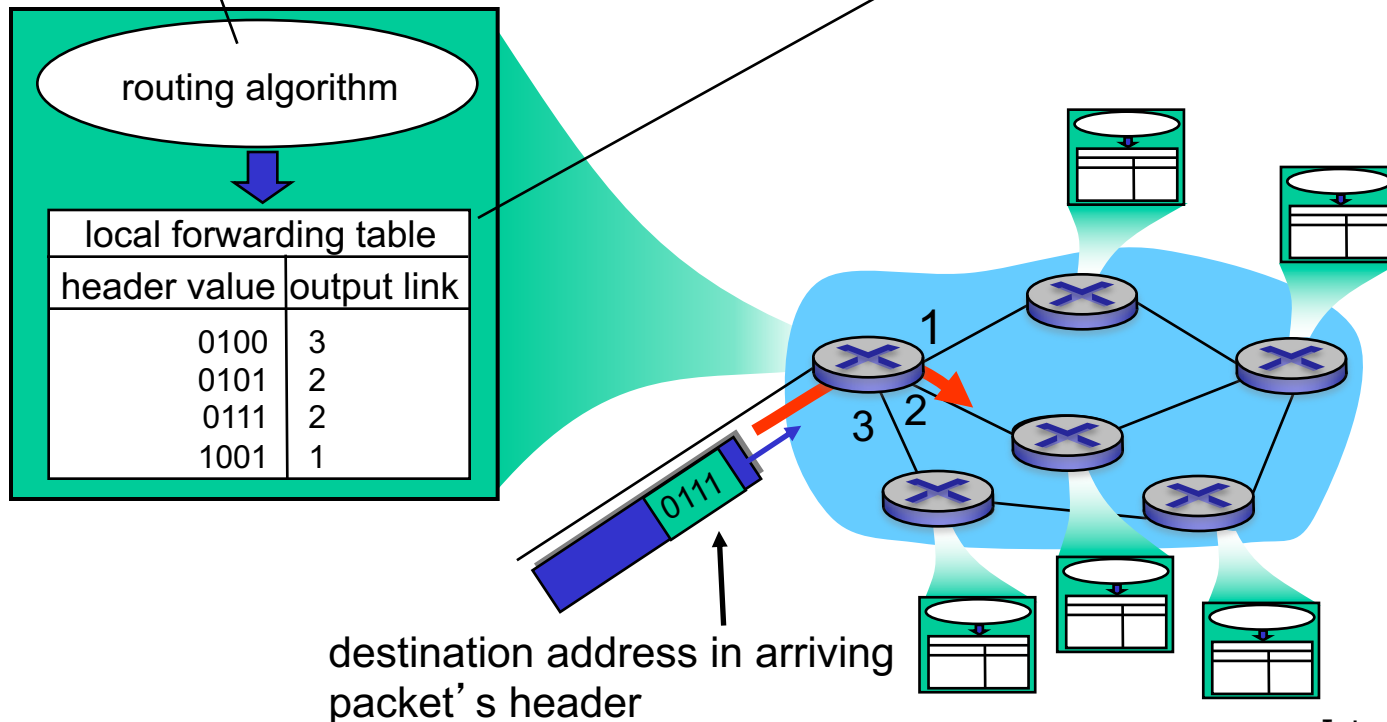 routing algorithm
local forwarding table
header value output link
0100 3
0101 2
0111 2
1001 1
1
2
3
0111
destination address in arriving
packet’ s header